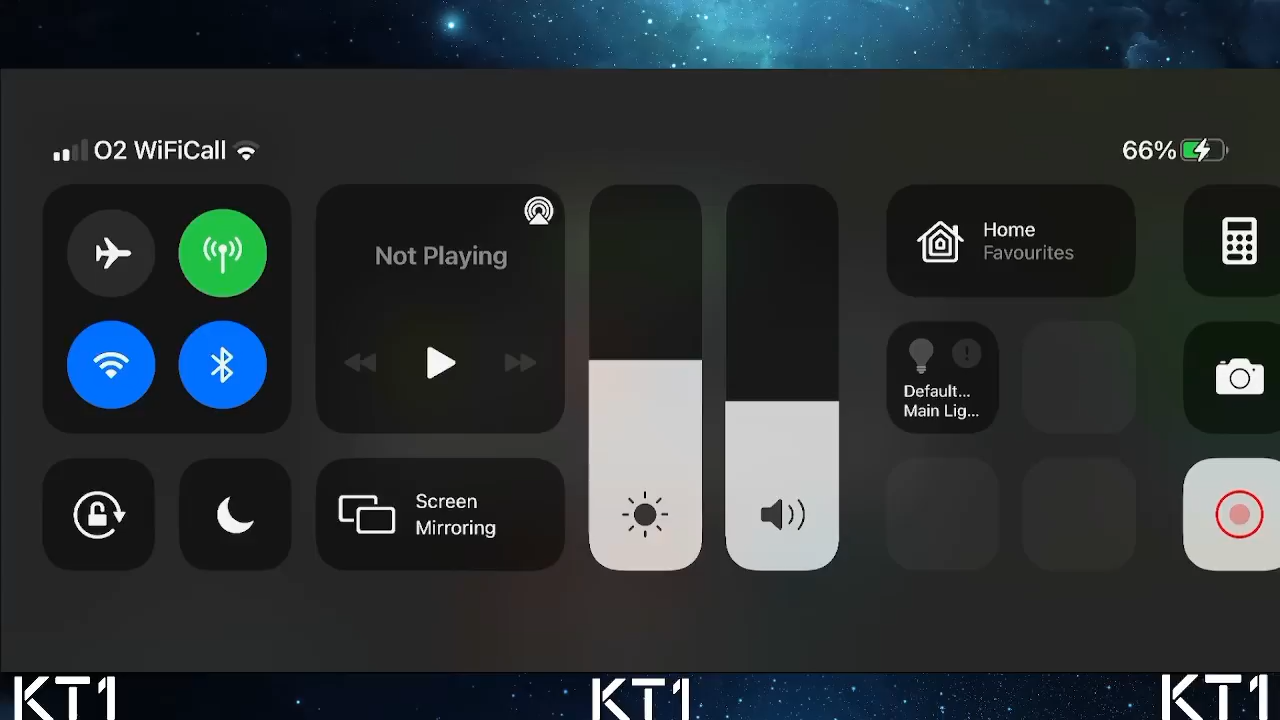 O2 WiFiCall
66%
Not Playing
Home
Favourites
Default...
Main Lig...
Screen
Mirroring
KT1
KT1
KT1